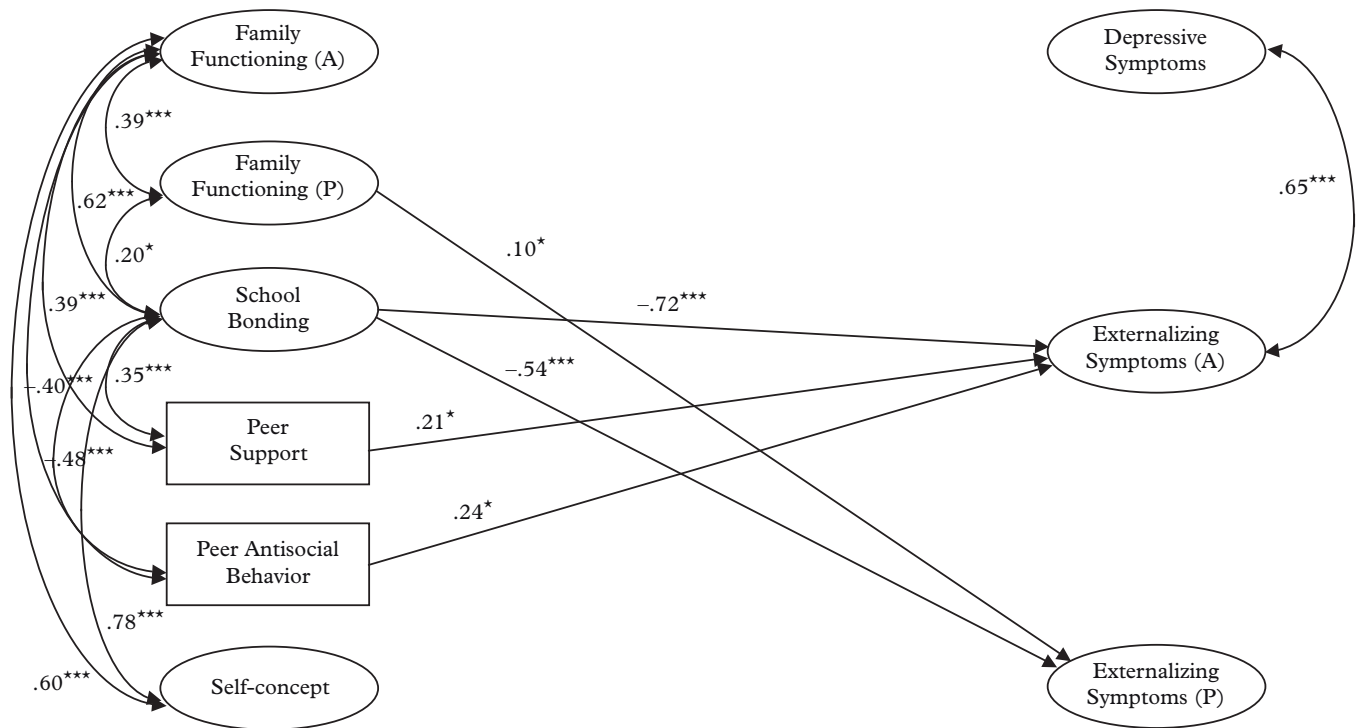 Family
Functioning (A)
Depressive
Symptoms
.39★★★
Family
Functioning (P)
.65★★★
.62★★★
.20★
.10★
School
Bonding
.39★★★
–.72★★★
Externalizing
Symptoms (A)
–.40★★★
.35★★★
–.54★★★
.21★
Peer
Support
–.48★★★
.24★
Peer Antisocial
Behavior
.78★★★
.60★★★
Self-concept
Externalizing
Symptoms (P)